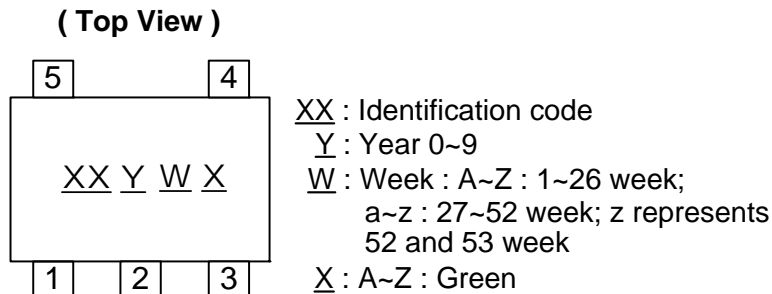 ( Top View )
5 4
XX Y W X
1 2 3
XX : Identification code
Y : Year 0~9
W : Week : A~Z : 1~26 week;
a~z : 27~52 week; z represents
52 and 53 week
X : A~Z : Green